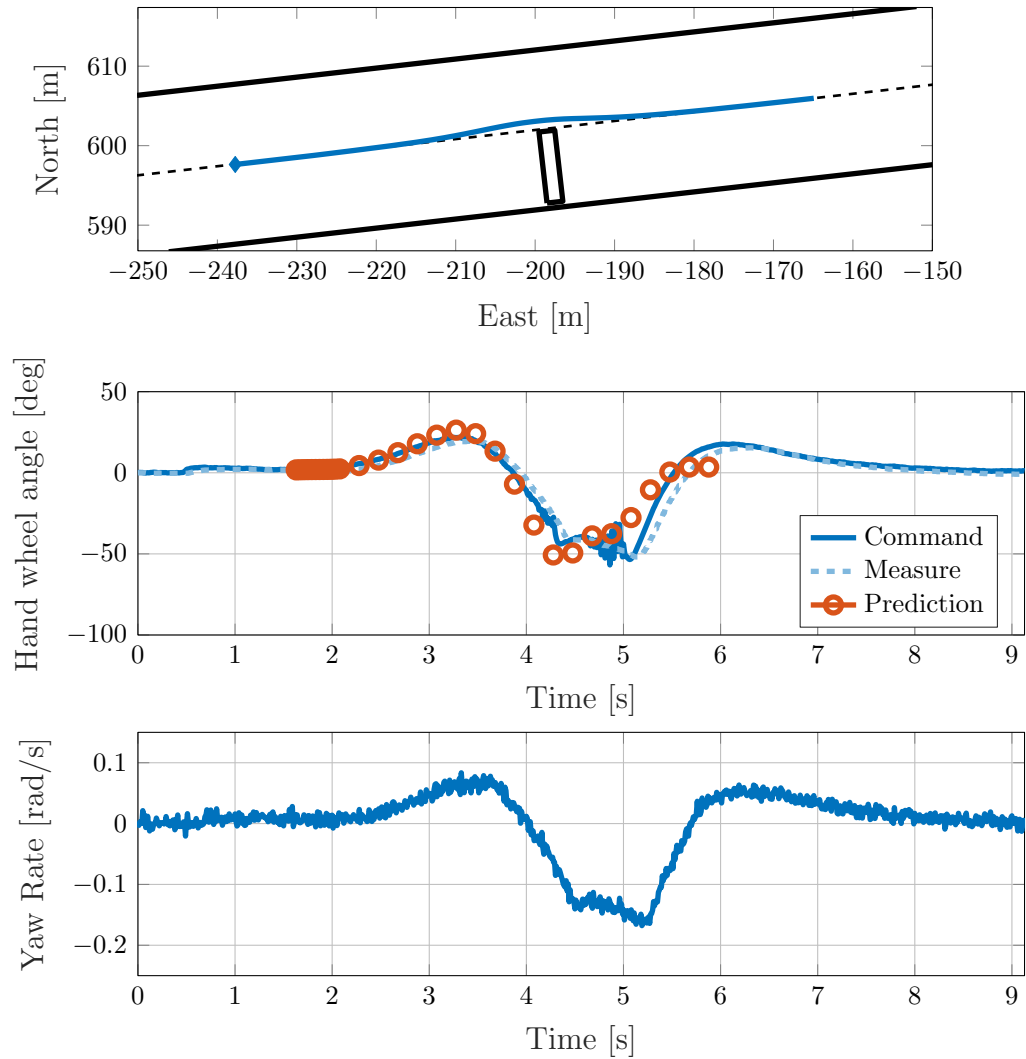 North [m]
610
600
590
−250 −240 −230 −220 −210 −200 −190 −180 −170 −160 −150
East [m]
Hand wheel angle [deg]
50
0
−50
−100
Command
Measure
Prediction
0 1 2 3 4 5 6 7 8 9
Time [s]
Yaw Rate [rad/s]
0.1
0
−0.1
−0.2
0 1 2 3 4 5 6 7 8 9
Time [s]